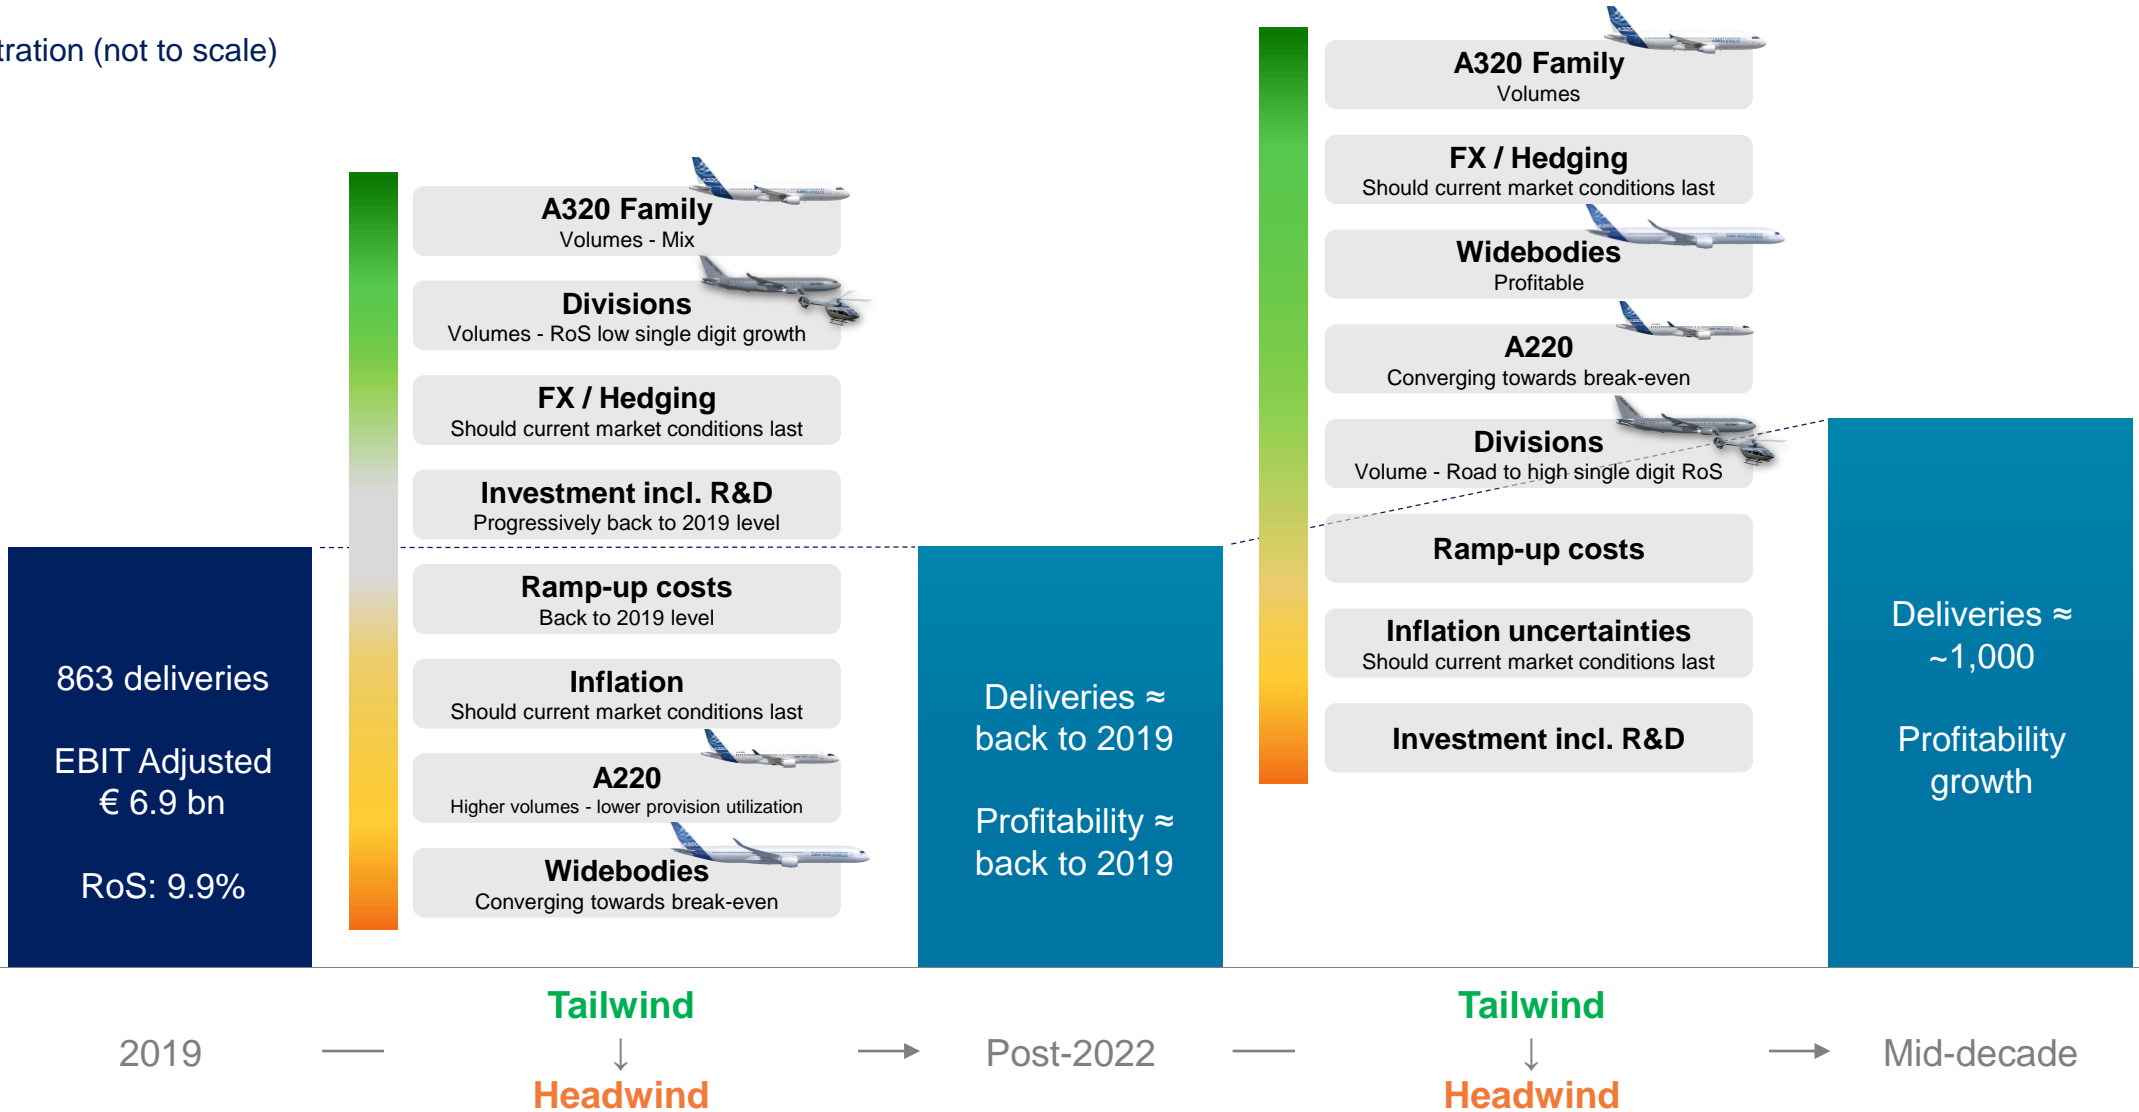 tration (not to scale)
863 deliveries
EBIT Adjusted
€ 6.9 bn
RoS: 9.9%
A320 Family
Volumes - Mix
Divisions
Volumes - RoS low single digit growth
FX / Hedging
Should current market conditions last
Investment incl. R&D
Progressively back to 2019 level
Ramp-up costs
Back to 2019 level
Inflation
Should current market conditions last
A220
Higher volumes - lower provision utilization
Widebodies
Converging towards break-even
Deliveries ≈
back to 2019
Profitability ≈
back to 2019
A320 Family
Volumes
FX / Hedging
Should current market conditions last
Widebodies
Profitable
A220
Converging towards break-even
Divisions
Volume - Road to high single digit RoS
Ramp-up costs
Inflation uncertainties
Should current market conditions last
Investment incl. R&D
Deliveries ≈
~1,000
Profitability
growth
2019
Tailwind
↓
Headwind
Post-2022
Tailwind
↓
Headwind
Mid-decade